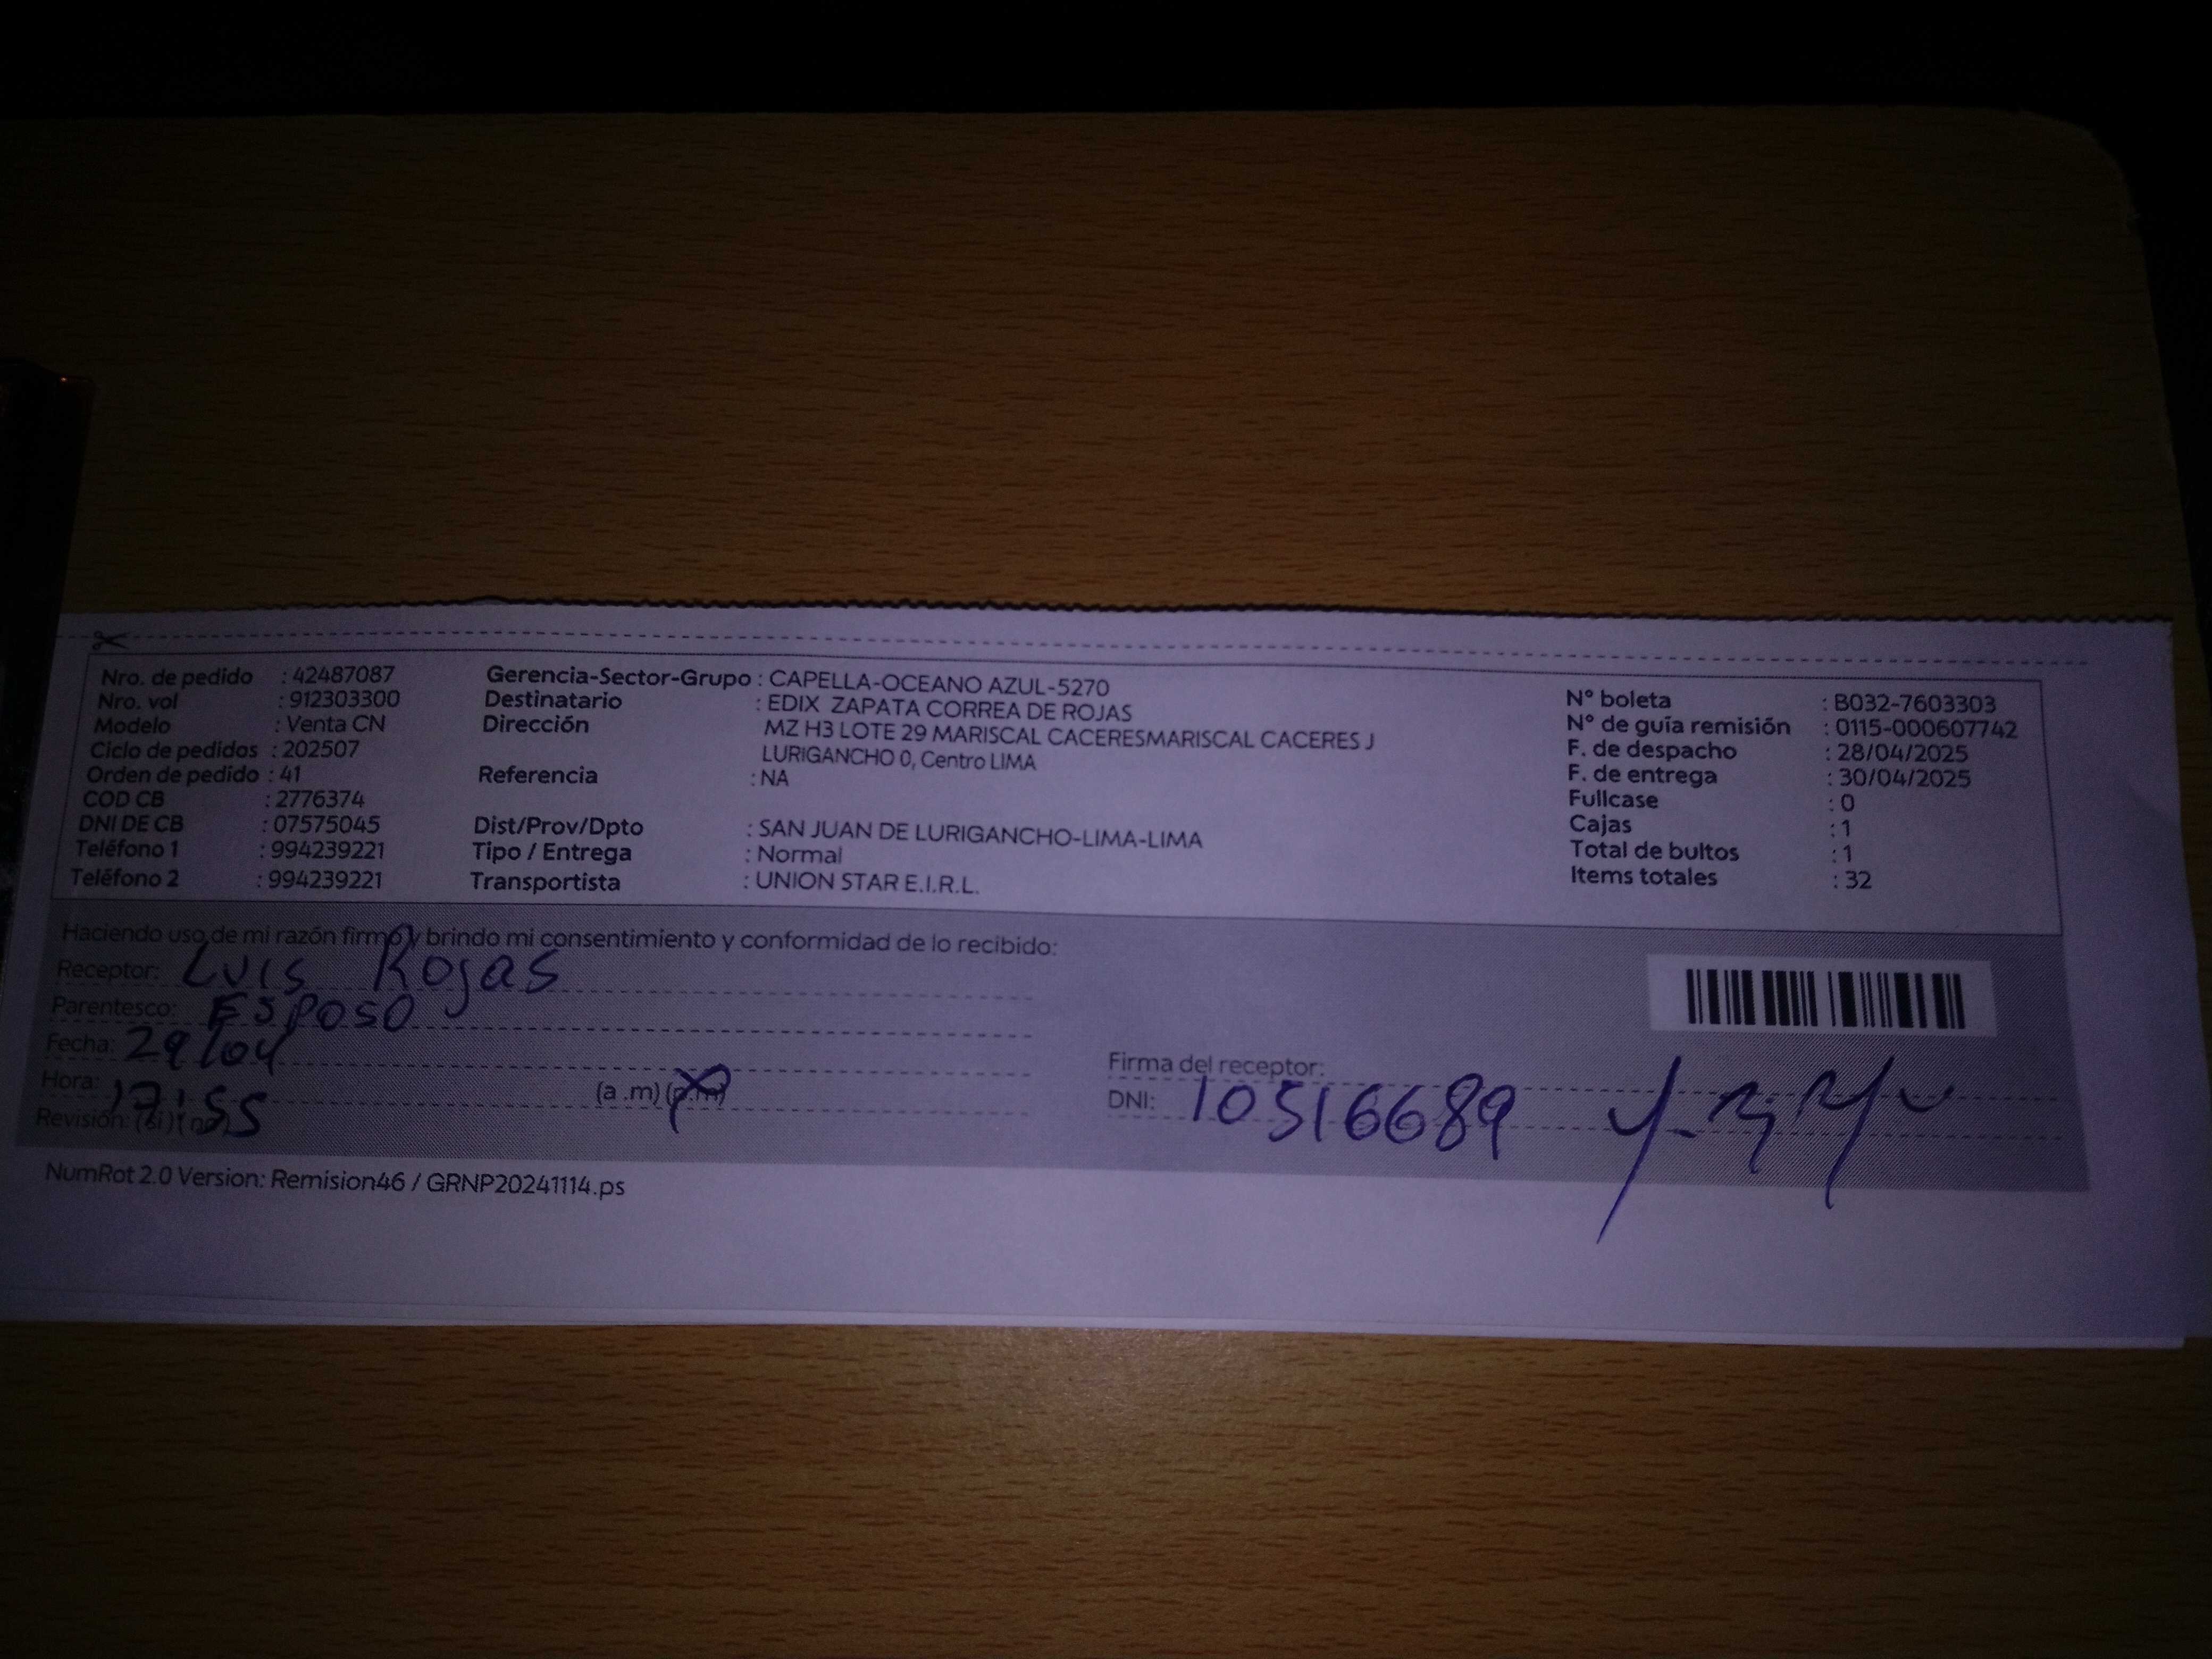 Nro. de pedido : 42487087
Nro. vol : 912303300
Modelo : Venta CN
Ciclo de pedidos : 202507
Orden de pedido : 41
COD CB : 2776374
DNI DE CB : 07575045
Teléfono 1 : 994239221
Teléfono 2 : 994239221
Gerencia-Sector-Grupo : CAPELLA-OCEANO AZUL-5270
Destinatario : EDIX ZAPATA CORREA DE ROJAS
Dirección MZ H3 LOTE 29 MARISCAL CACERESMARISCAL CACERES J
LURIGANCHO 0, Centro LIMA
Referencia : NA
Dist/Prov/Dpto : SAN JUAN DE LURIGANCHO-LIMA-LIMA
Tipo / Entrega : Normal
Transportista : UNION STAR E.I.R.L.
N° boleta : B032-7603303
N° de guía remisión : 0115-000607742
F. de despacho : 28/04/2025
F. de entrega : 30/04/2025
Fullcase : 0
Cajas : 1
Total de bultos : 1
Items totales : 32
Haciendo uso de mi razón firmo y brindo mi consentimiento y conformidad de lo recibido:
Receptor: Luis Rojas
Parentesco: Esposo
Fecha: 29/04
Hora: 17:55 (a .m) (p.m)
Revisión: (si) (no)
Firma del receptor:
DNI: 10516689
NumRot 2.0 Version: Remision46 / GRNP20241114.ps